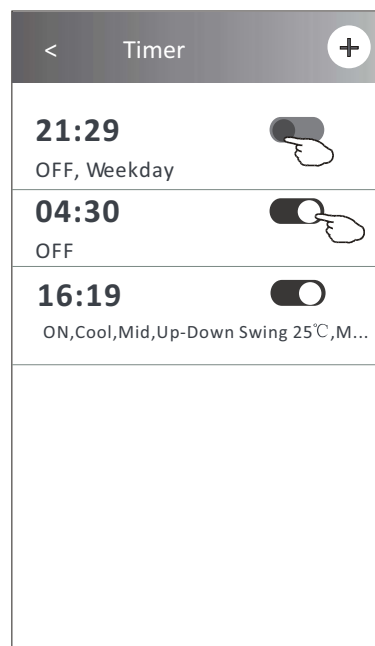 < Timer +
21:29
OFF, Weekday
04:30
OFF
16:19
ON,Cool,Mid,Up-Down Swing 25℃,M...